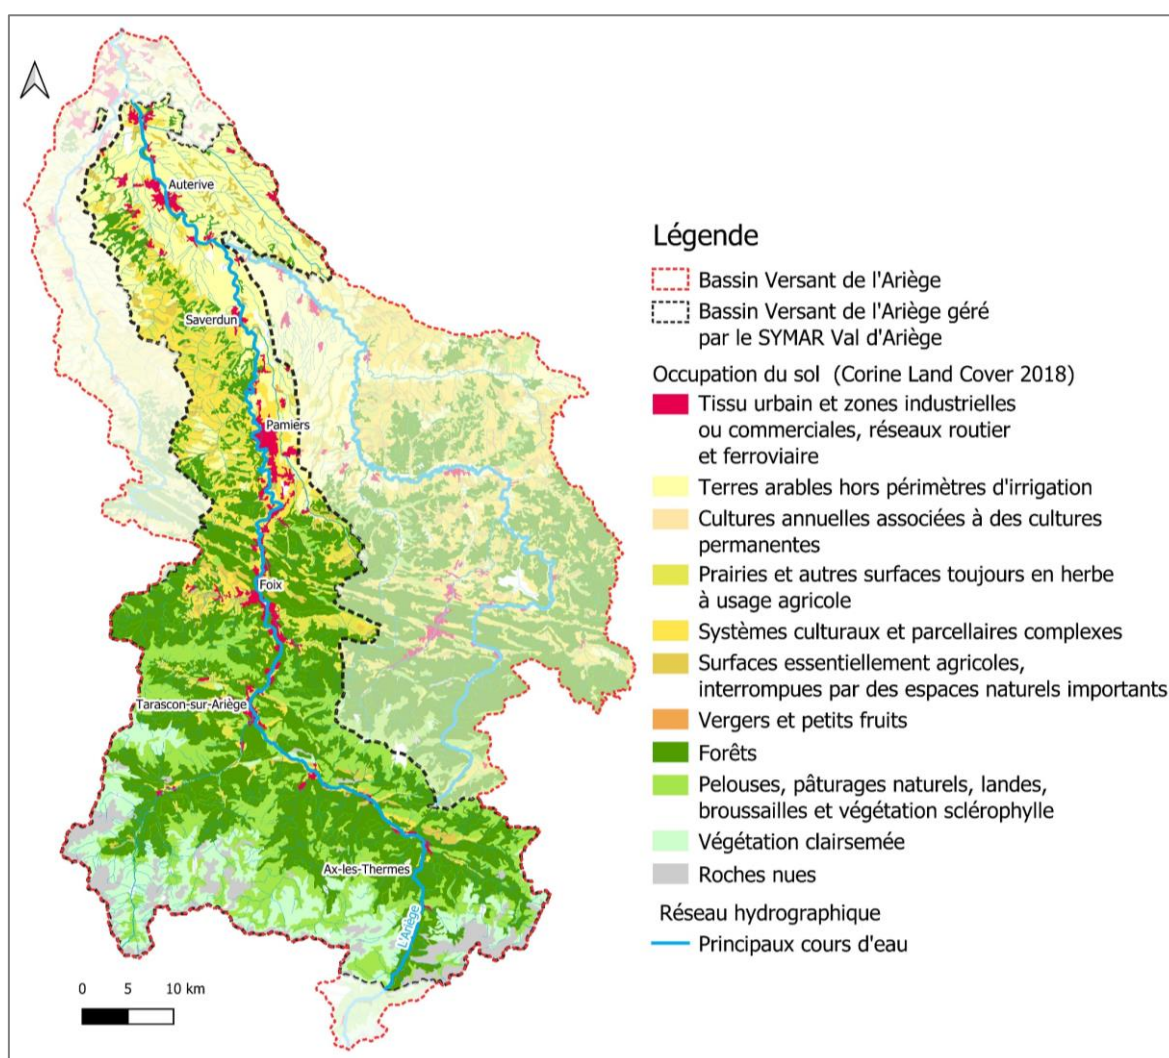 Auterive
Saverdun
Pamiers
Foix
Tarascon-sur-Ariège
Ax-les-Thermes
L'Ariège
0 5 10 km
Légende
Bassin Versant de l'Ariège
Bassin Versant de l'Ariège géré
par le SYMAR Val d'Ariège
Occupation du sol (Corine Land Cover 2018)
Tissu urbain et zones industrielles
ou commerciales, réseaux routier
et ferroviaire
Terres arables hors périmètres d'irrigation
Cultures annuelles associées à des cultures
permanentes
Prairies et autres surfaces toujours en herbe
à usage agricole
Systèmes culturaux et parcellaires complexes
Surfaces essentiellement agricoles,
interrompues par des espaces naturels importants
Vergers et petits fruits
Forêts
Pelouses, pâturages naturels, landes,
broussailles et végétation sclérophylle
Végétation clairsemée
Roches nues
Réseau hydrographique
Principaux cours d'eau